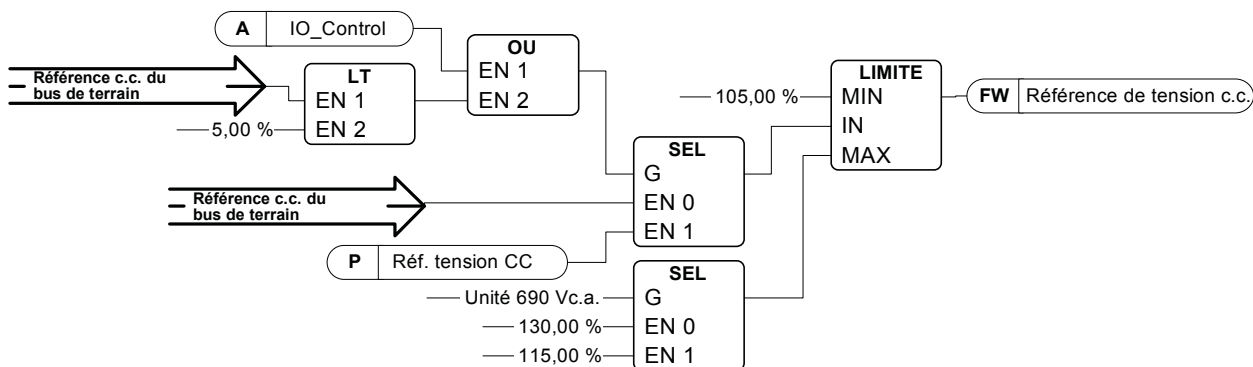 A IO_Control
OU
EN 1
EN 2
Référence c.c. du
bus de terrain
LT
EN 1
EN 2
5,00 %
LIMITE
MIN
IN
MAX
105,00 %
FW Référence de tension c.c.
SEL
G
EN 0
EN 1
Référence c.c. du
bus de terrain
P Réf. tension CC
SEL
G
EN 0
EN 1
Unité 690 Vc.a.
130,00 %
115,00 %